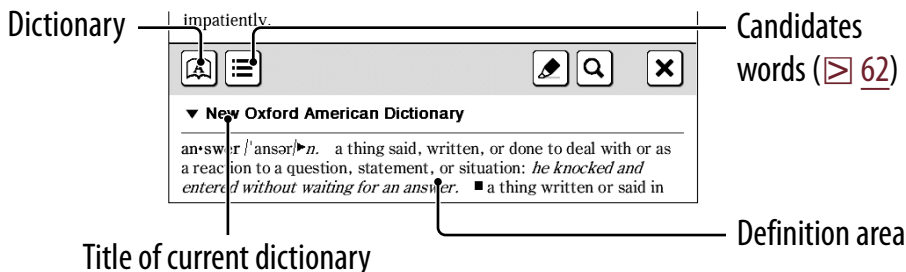 impatiently.
Dictionary
Candidates
words (62)
▼ New Oxford American Dictionary
an•swer /ˈansər/▶n. a thing said, written, or done to deal with or as
a reaction to a question, statement, or situation: he knocked and
entered without waiting for an answer. ■ a thing written or said in
Definition area
Title of current dictionary